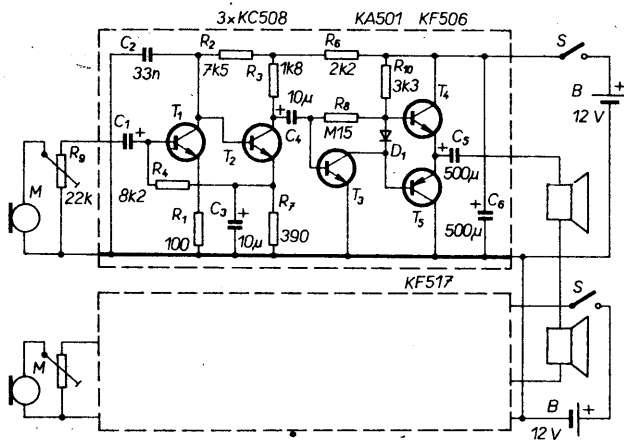 3xKC508 KA501 KF506
C2 33n
R2 7k5
R3 1k8
R6 2k2
R10 3k3
10μ C4
R8 M15
T1
T2
T3
T4
T5
D1
C1 +
R9 22k
M
R4 8k2
R1 100
C3 + 10μ
R7 390
+ C5 500μ
C6 + 500μ
S
B + 12 V
KF517
S
M
B + 12 V